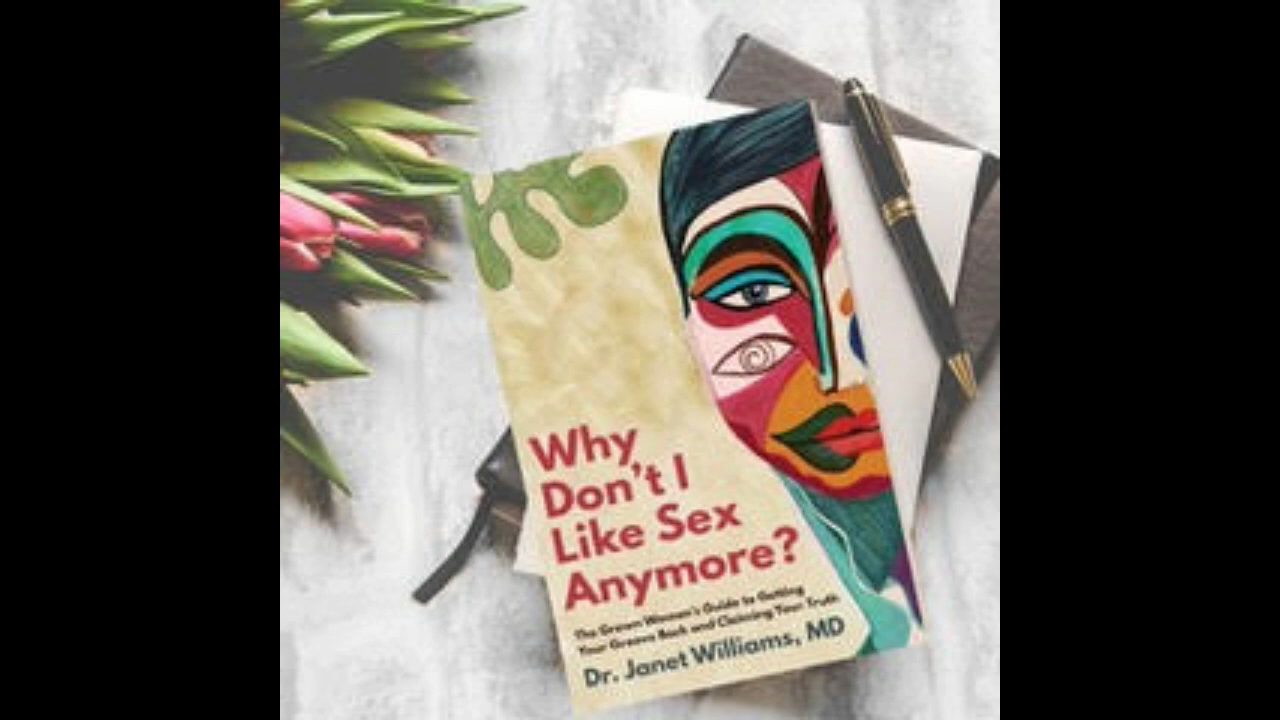 Why
Don't I
Like Sex
Anymore?
The Grown Woman's Guide to Getting
Your Groove Back and Claiming Your Truth
Dr. Janet Williams, MD